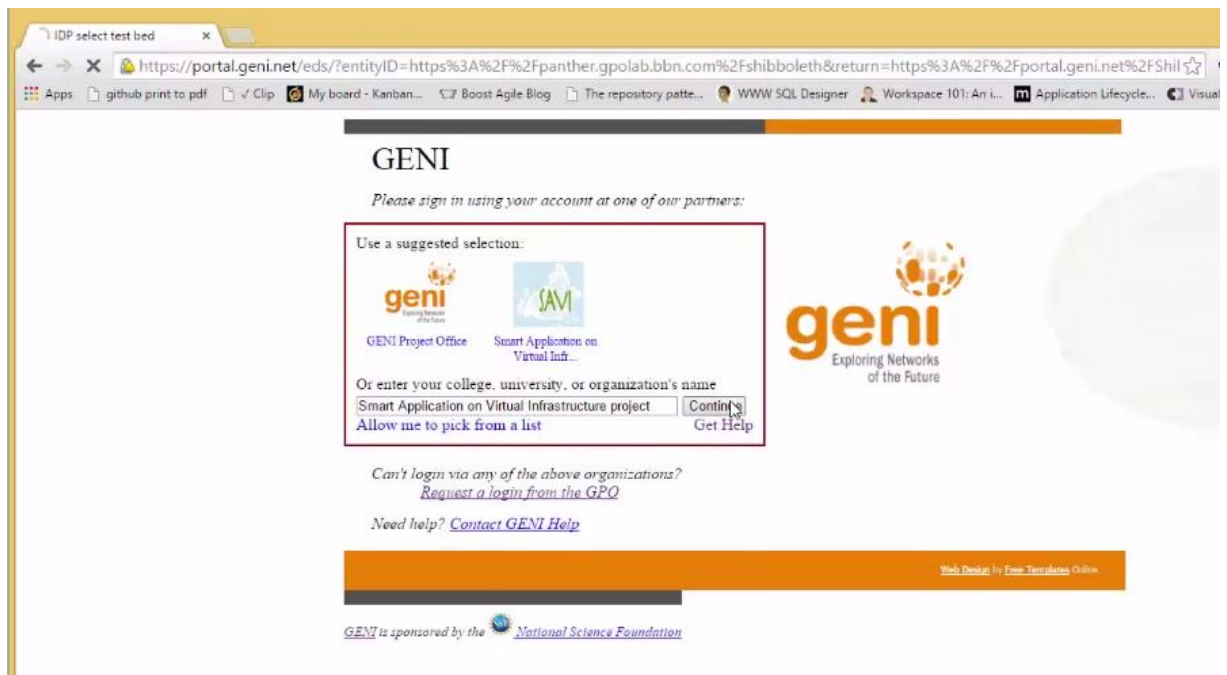 IDP select test bed
https://portal.geni.net/eds/?entityID=https%3A%2F%2Fpanther.gpolab.bbn.com%2Fshibboleth&return=https%3A%2F%2Fportal.geni.net%2FShil
Apps github print to pdf ✓ Clip My board - Kanban... Boost Agile Blog The repository patte... WWW SQL Designer Workspace 101: An i... Application Lifecycle... Visual
GENI
Please sign in using your account at one of our partners:
Use a suggested selection:
geni
Exploring Networks
of the Future
GENI Project Office
SAVI
Smart Application on
Virtual Infr...
Or enter your college, university, or organization's name
Smart Application on Virtual Infrastructure project Continue
Allow me to pick from a list Get Help
geni
Exploring Networks
of the Future
Can't login via any of the above organizations?
Request a login from the GPO
Need help? Contact GENI Help
Web Design by Free Templates Online
GENI is sponsored by the National Science Foundation